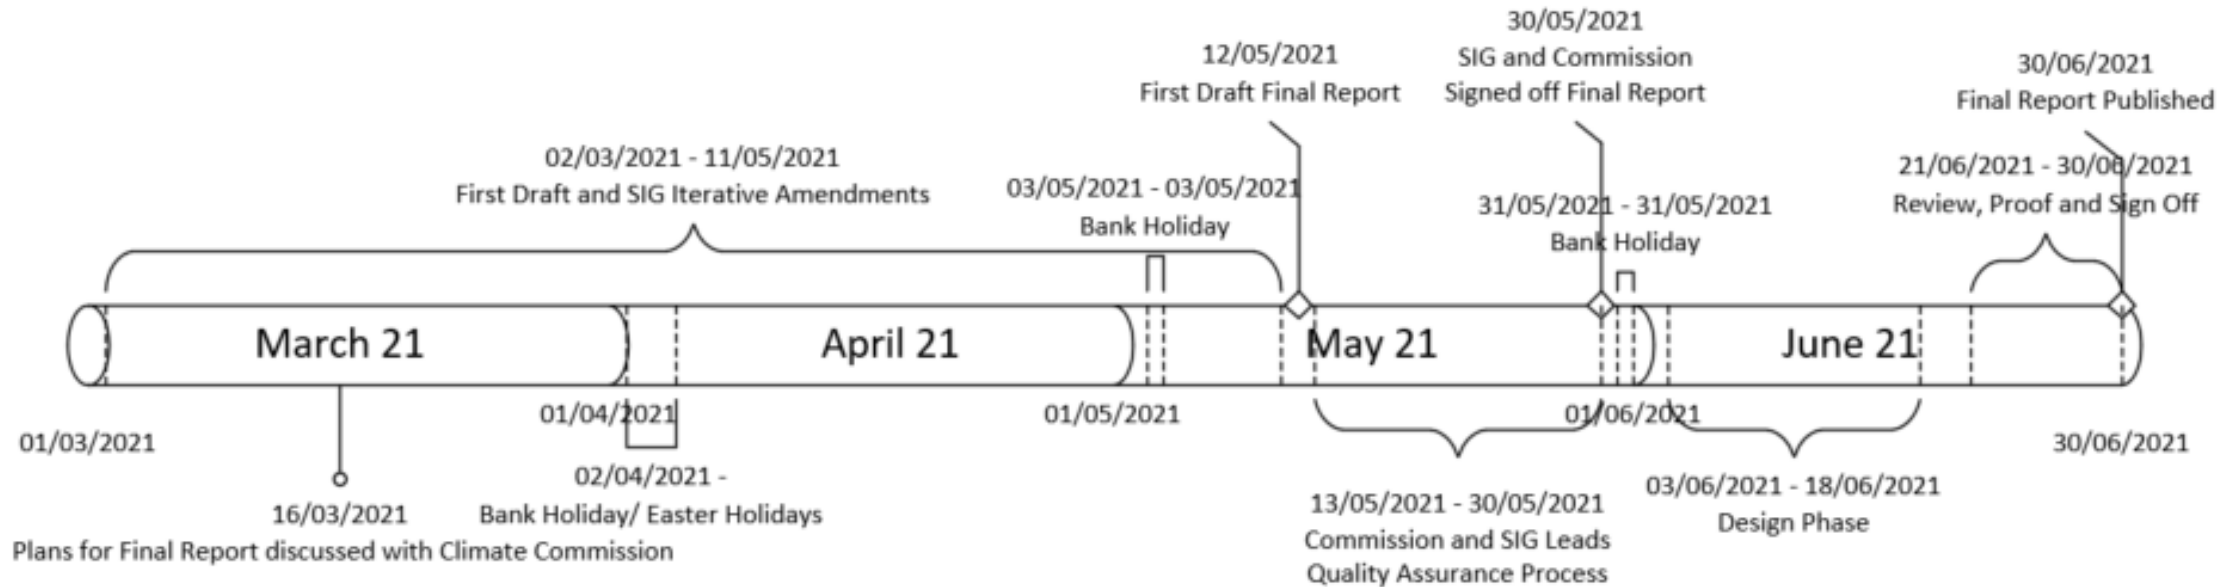 30/05/2021
SIG and Commission
Signed off Final Report
12/05/2021
First Draft Final Report
30/06/2021
Final Report Published
02/03/2021 - 11/05/2021
First Draft and SIG Iterative Amendments
03/05/2021 - 03/05/2021
Bank Holiday
31/05/2021 - 31/05/2021
Bank Holiday
21/06/2021 - 30/06/2021
Review, Proof and Sign Off
March 21
April 21
May 21
June 21
01/03/2021
01/04/2021
01/05/2021
01/06/2021
30/06/2021
16/03/2021
Plans for Final Report discussed with Climate Commission
02/04/2021 -
Bank Holiday/ Easter Holidays
13/05/2021 - 30/05/2021
Commission and SIG Leads
Quality Assurance Process
03/06/2021 - 18/06/2021
Design Phase